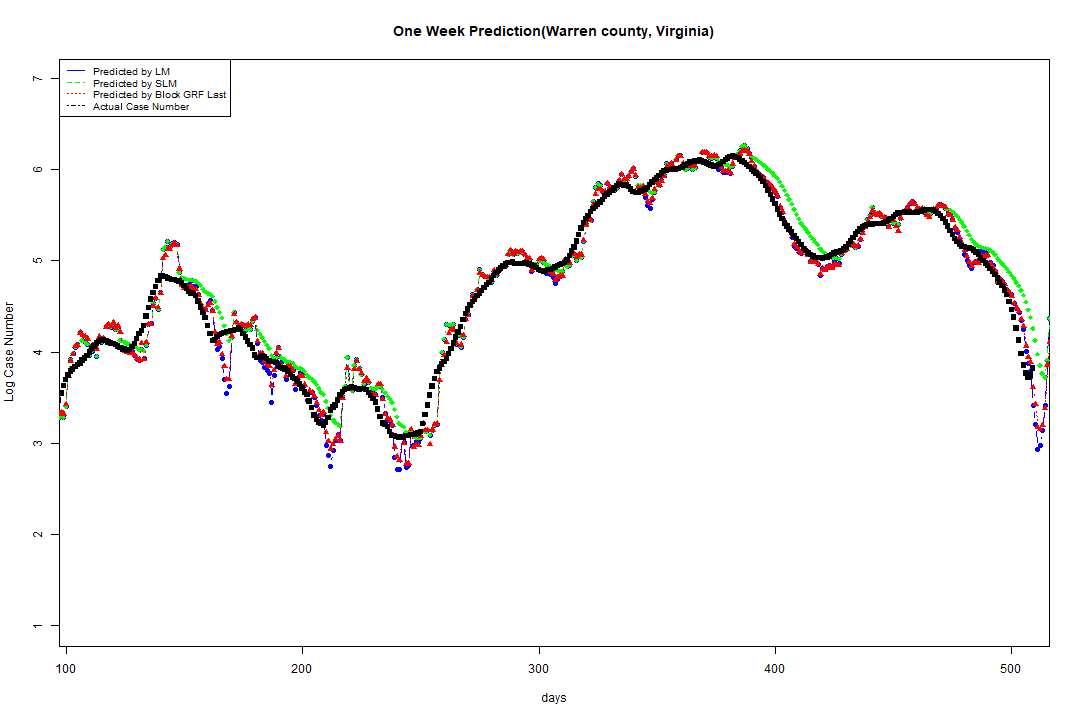 One Week Prediction(Warren county, Virginia)
Predicted by LM
Predicted by SLM
Predicted by Block GRF Last
Actual Case Number
Log Case Number
7
6
5
4
3
2
1
100 200 300 400 500
days